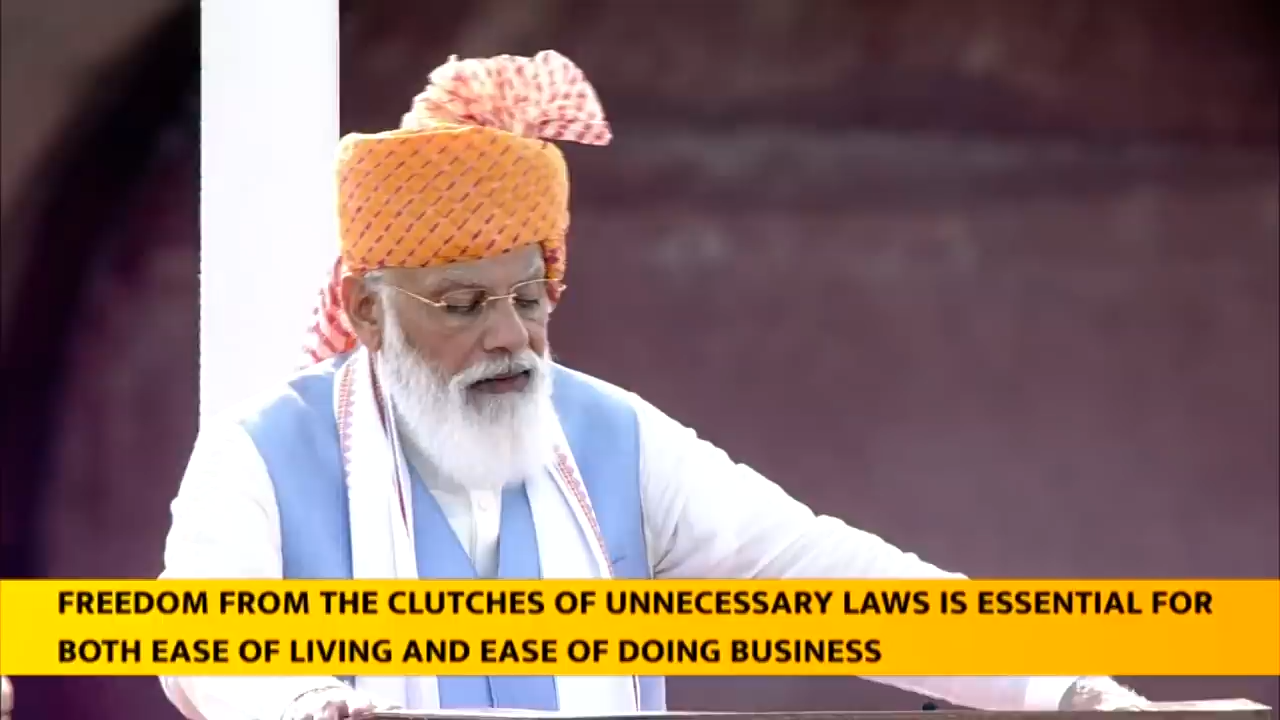 FREEDOM FROM THE CLUTCHES OF UNNECESSARY LAWS IS ESSENTIAL FOR
BOTH EASE OF LIVING AND EASE OF DOING BUSINESS